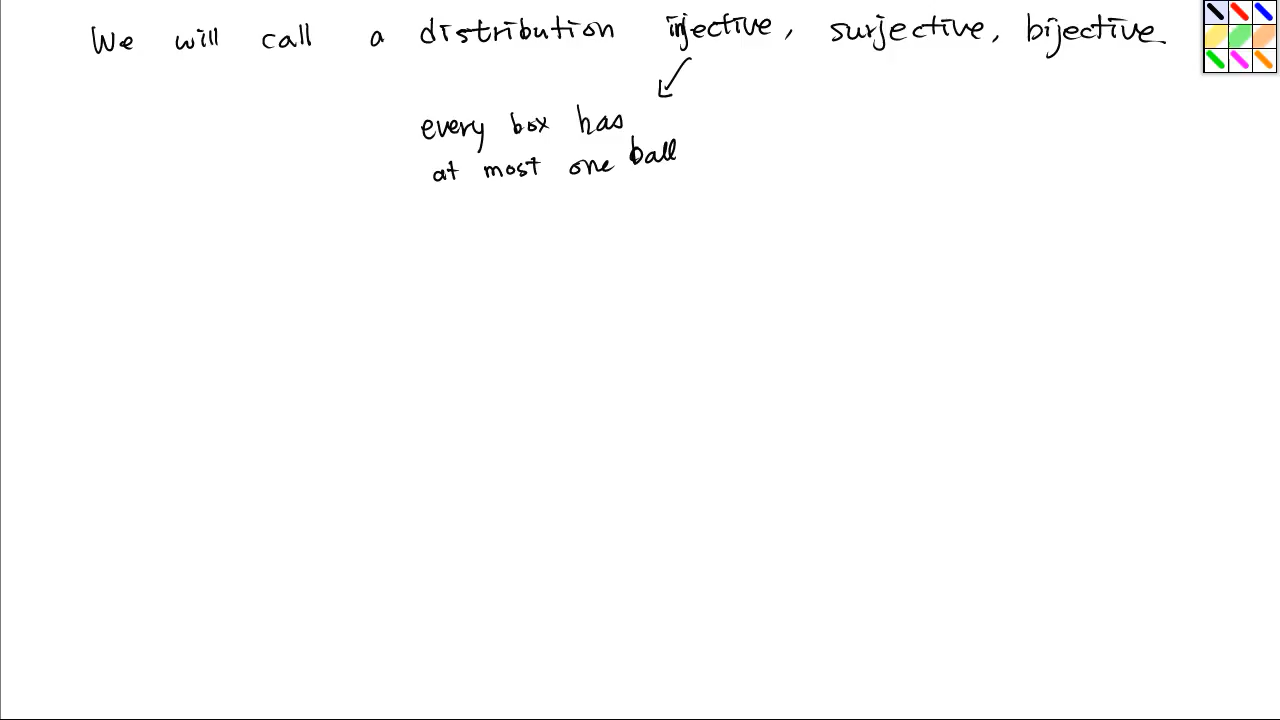 We will call a distribution injective, surjective, bijective
every box has
at most one ball